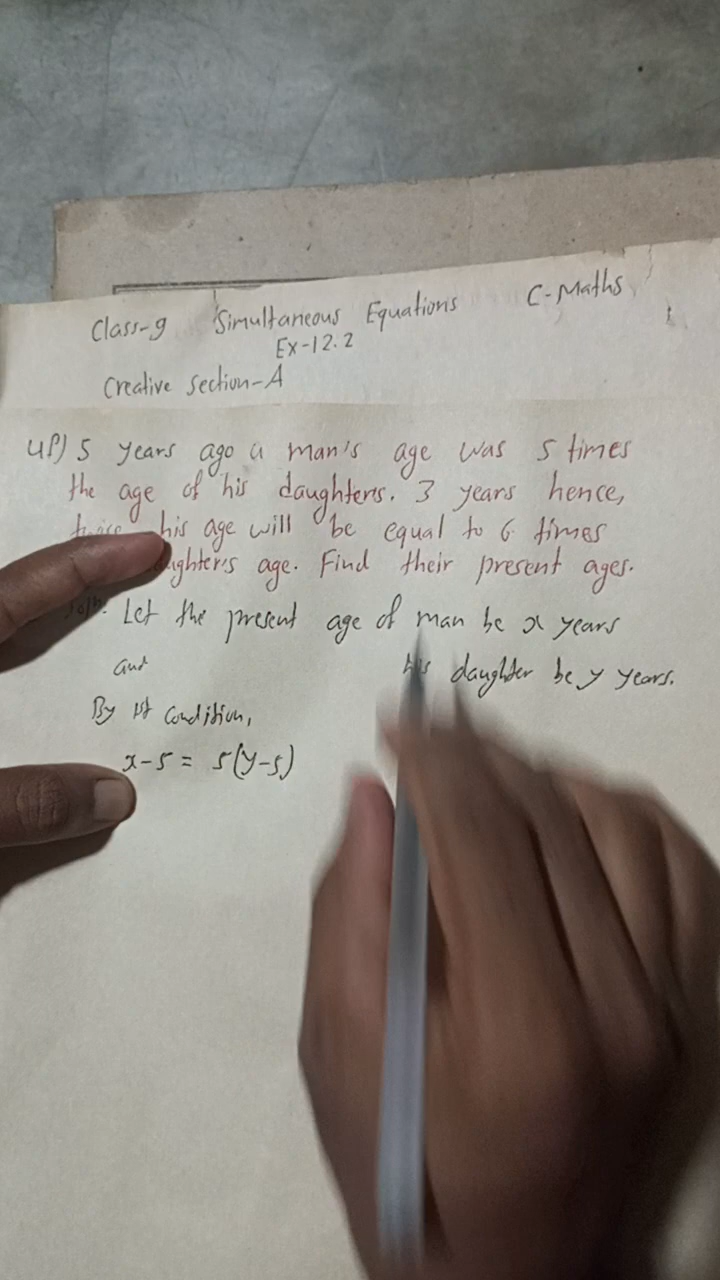 Class-9 Simultaneous Equations C-Maths
Ex-12.2
Creative section-A
5 years ago a man's age was 5 times
the age of his daughters. 3 years hence,
twice his age will be equal to 6 times
age. Find their present ages.
Let the present age of man be x years
and his daughter be y years.
By 1st Condition,
x-5 = 5(y-5)